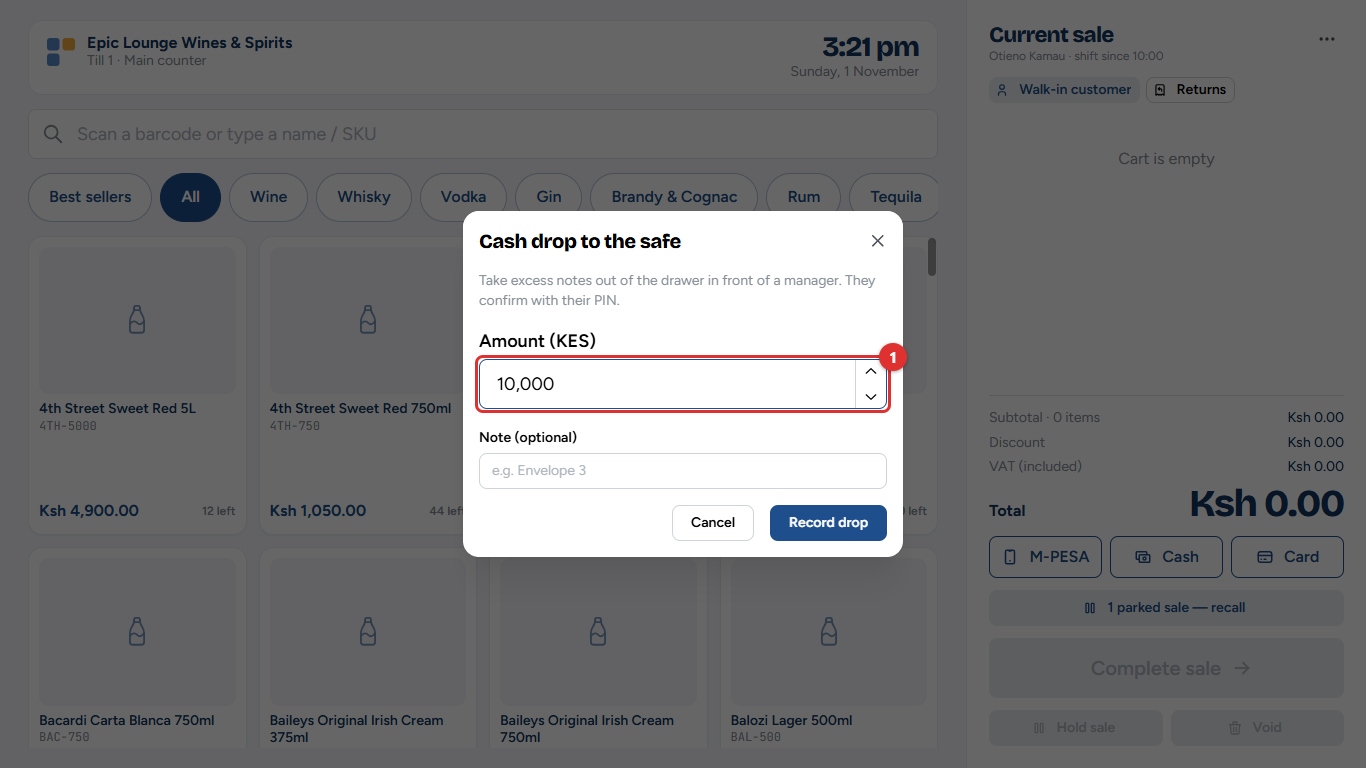 Epic Lounge Wines & Spirits
Till 1 · Main counter
3:21 pm
Sunday, 1 November
Scan a barcode or type a name / SKU
Best sellers
All
Wine
Whisky
Vodka
Gin
Brandy & Cognac
Rum
Tequila
4th Street Sweet Red 5L
4TH-5000
Ksh 4,900.00
12 left
4th Street Sweet Red 750ml
4TH-750
Ksh 1,050.00
44 left
left
Bacardi Carta Blanca 750ml
BAC-750
Baileys Original Irish Cream
375ml
Baileys Original Irish Cream
750ml
Balozi Lager 500ml
BAL-500
Cash drop to the safe
Take excess notes out of the drawer in front of a manager. They
confirm with their PIN.
Amount (KES)
1
10,000
Note (optional)
e.g. Envelope 3
Cancel
Record drop
Current sale
Otieno Kamau · shift since 10:00
Walk-in customer
Returns
Cart is empty
Subtotal · 0 items
Ksh 0.00
Discount
Ksh 0.00
VAT (included)
Ksh 0.00
Total
Ksh 0.00
M-PESA
Cash
Card
1 parked sale — recall
Complete sale
Hold sale
Void